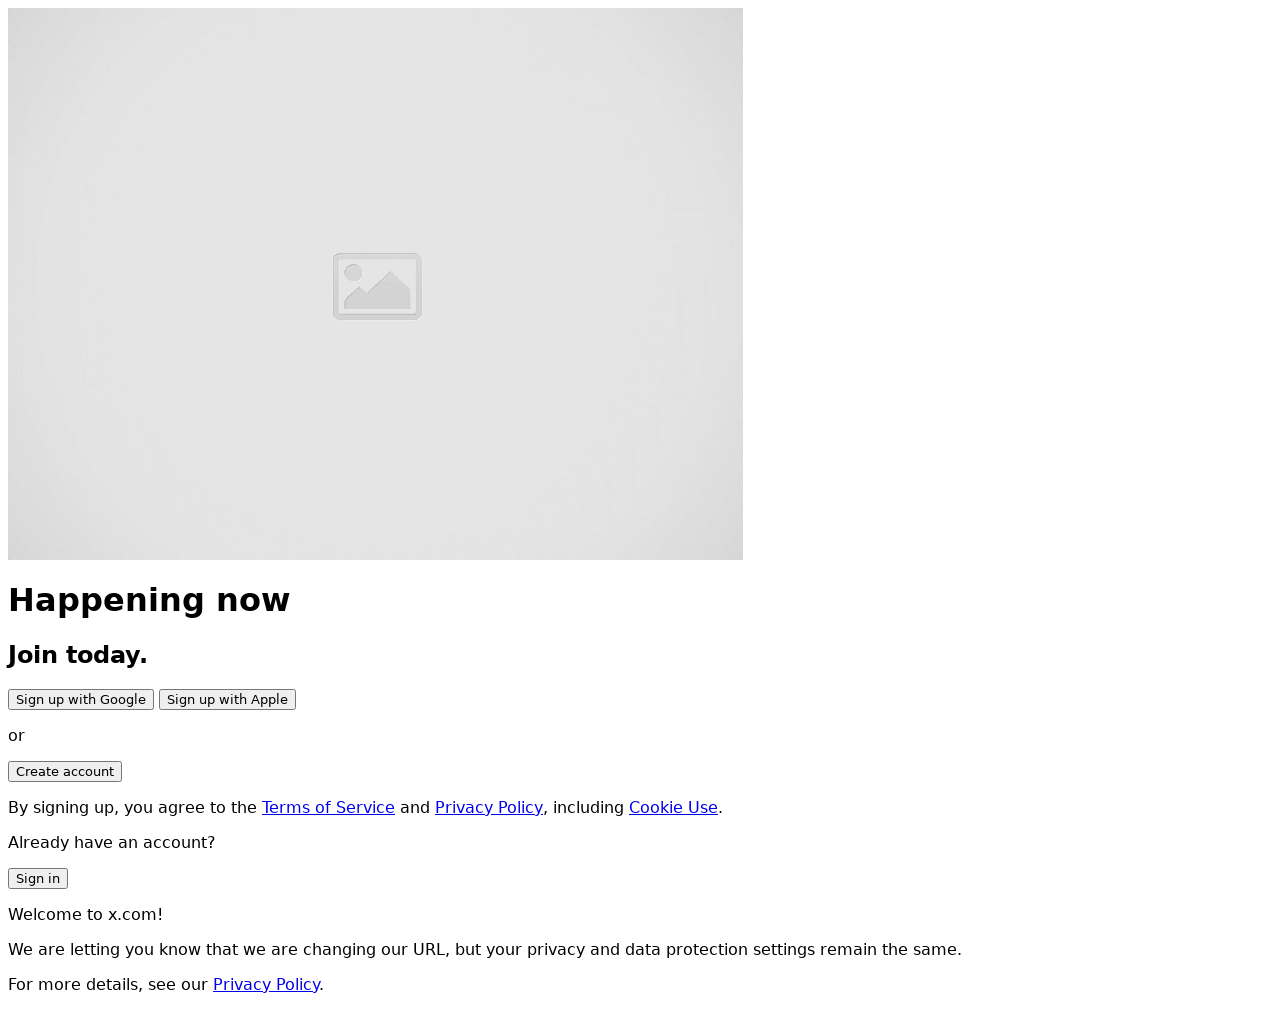 Happening now
Join today.
Sign up with Google Sign up with Apple
or
Create account
By signing up, you agree to the Terms of Service and Privacy Policy, including Cookie Use.
Already have an account?
Sign in
Welcome to x.com!
We are letting you know that we are changing our URL, but your privacy and data protection settings remain the same.
For more details, see our Privacy Policy.